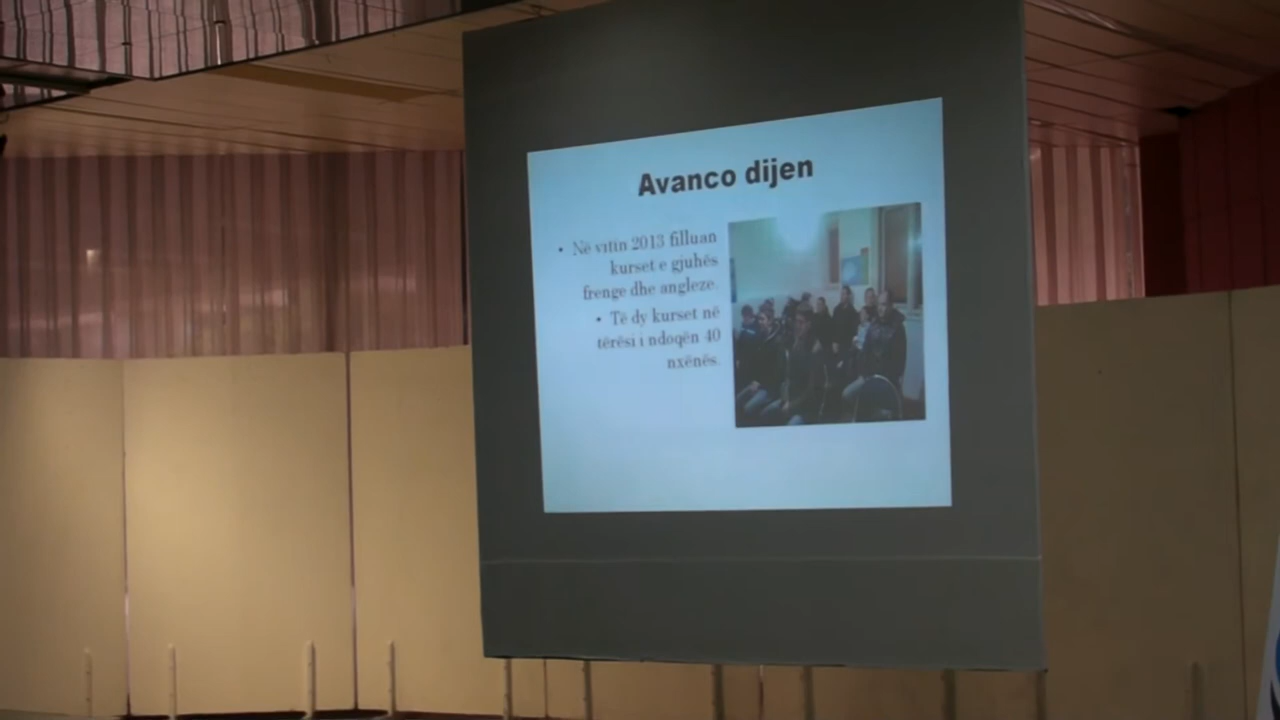 Avanco dijen
• Në vitin 2013 filluan
kurset e gjuhës
frenge dhe angleze.
• Të dy kurset në
tërësi i ndoqën 40
nxënës.